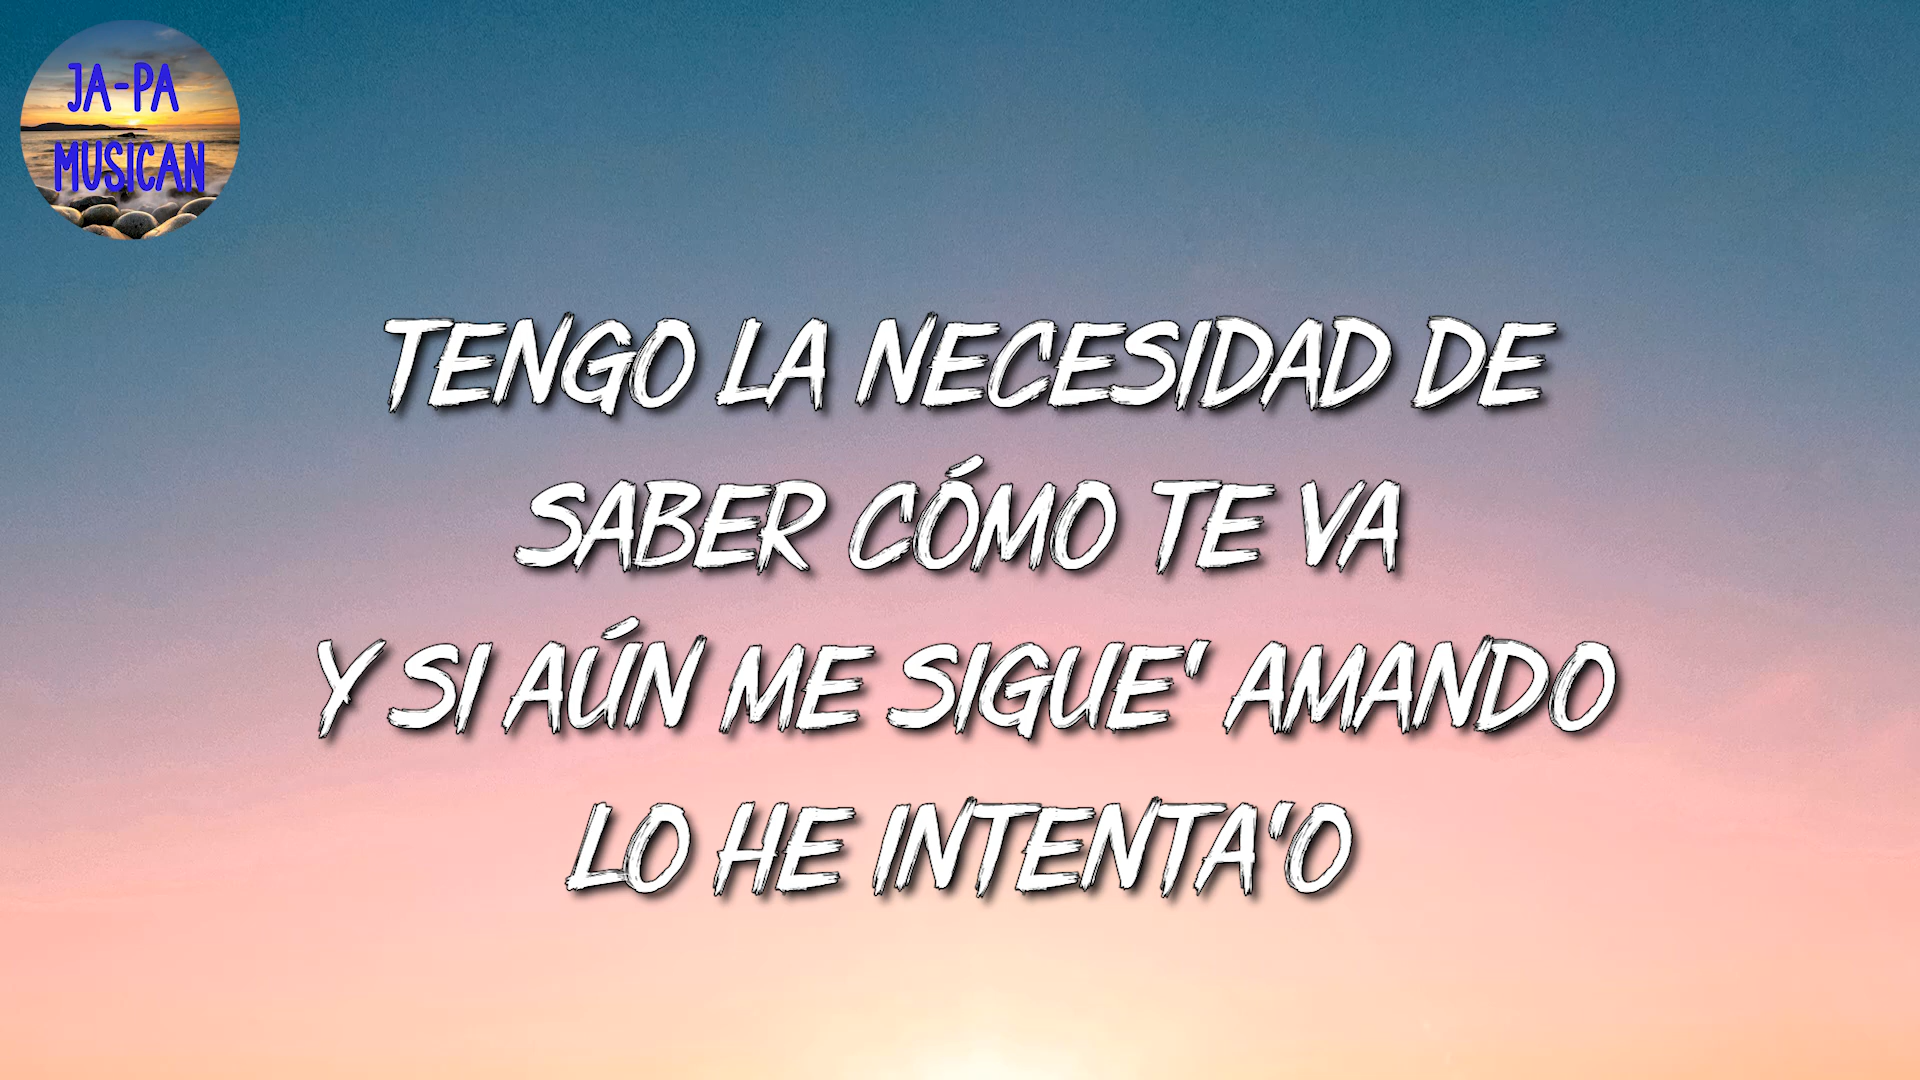 JA-PA
MUSICAN
TENGO LA NECESIDAD DE
SABER CÓMO TE VA
Y SI AÚN ME SIGUE' AMANDO
LO HE INTENTA'O